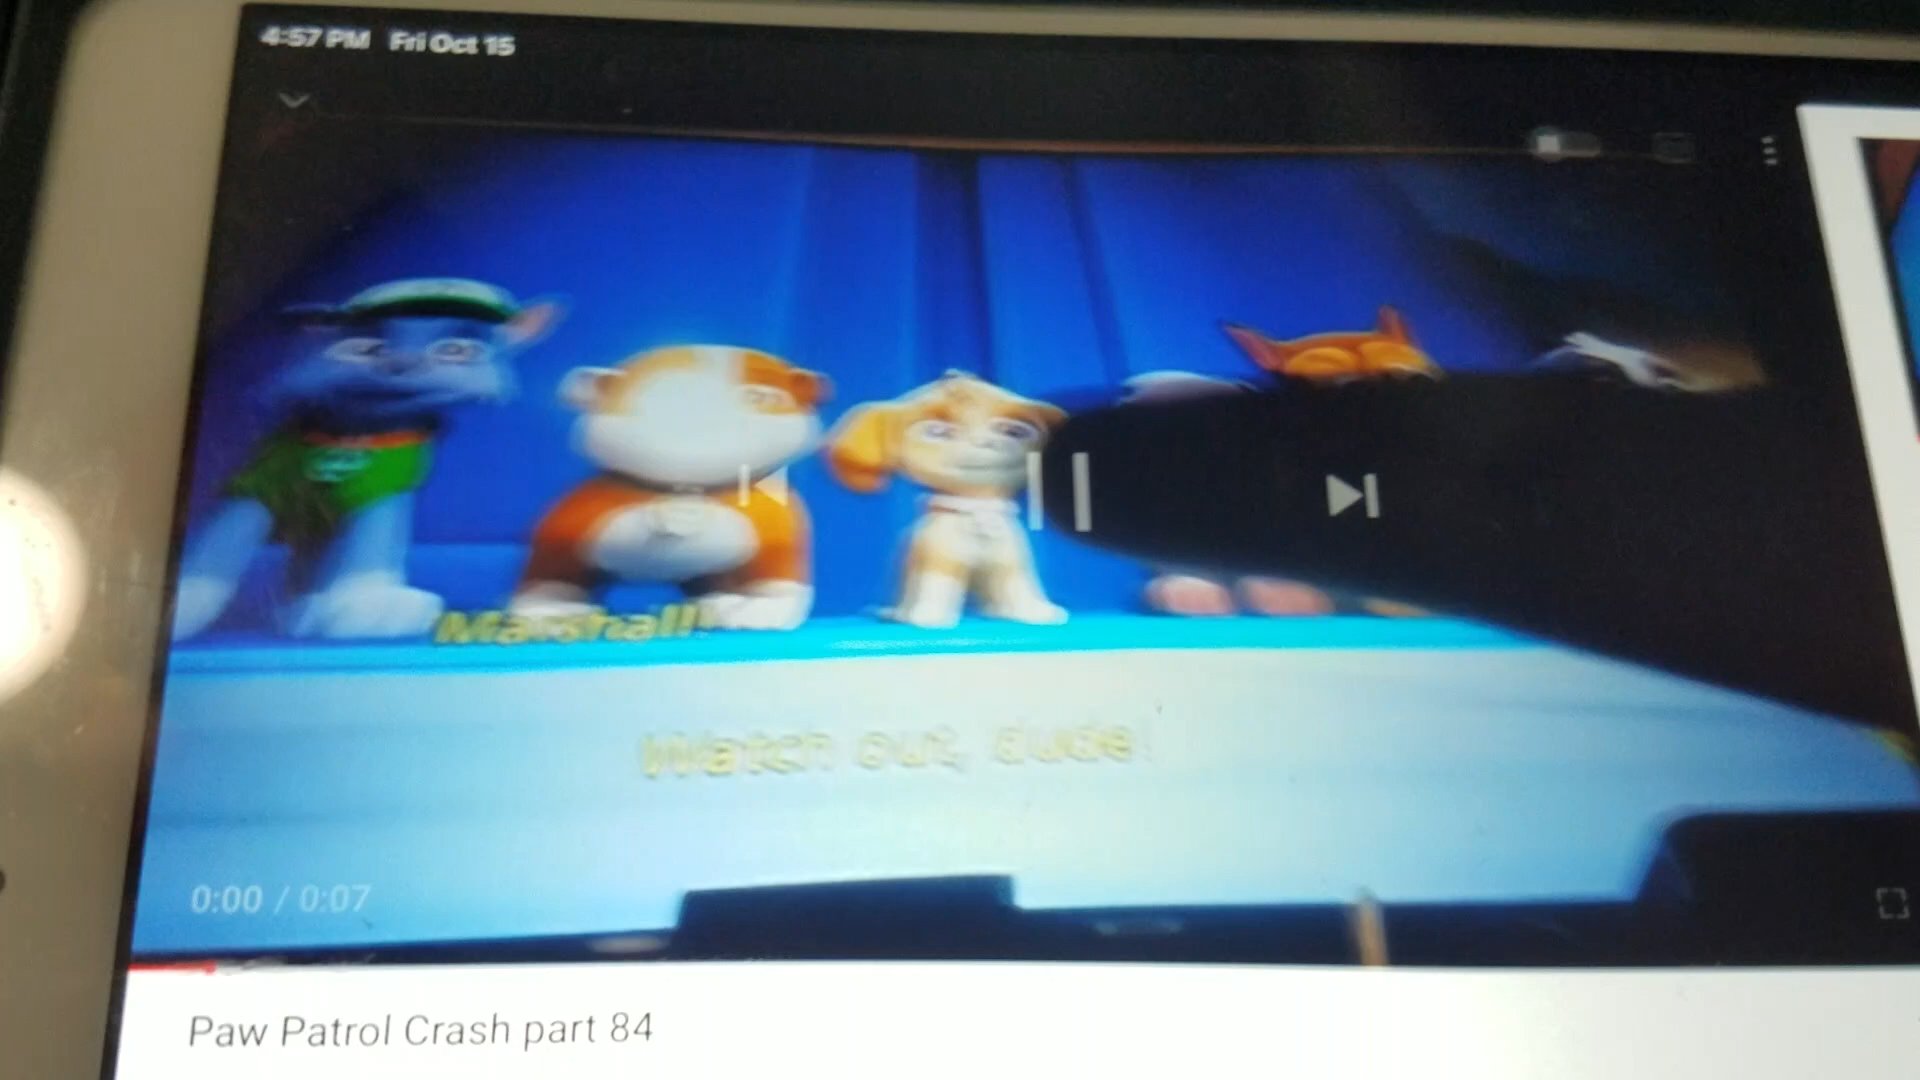 4:57 PM Fri Oct 15
Marshall!
Watch out, dude!
0:00 / 0:07
Paw Patrol Crash part 84